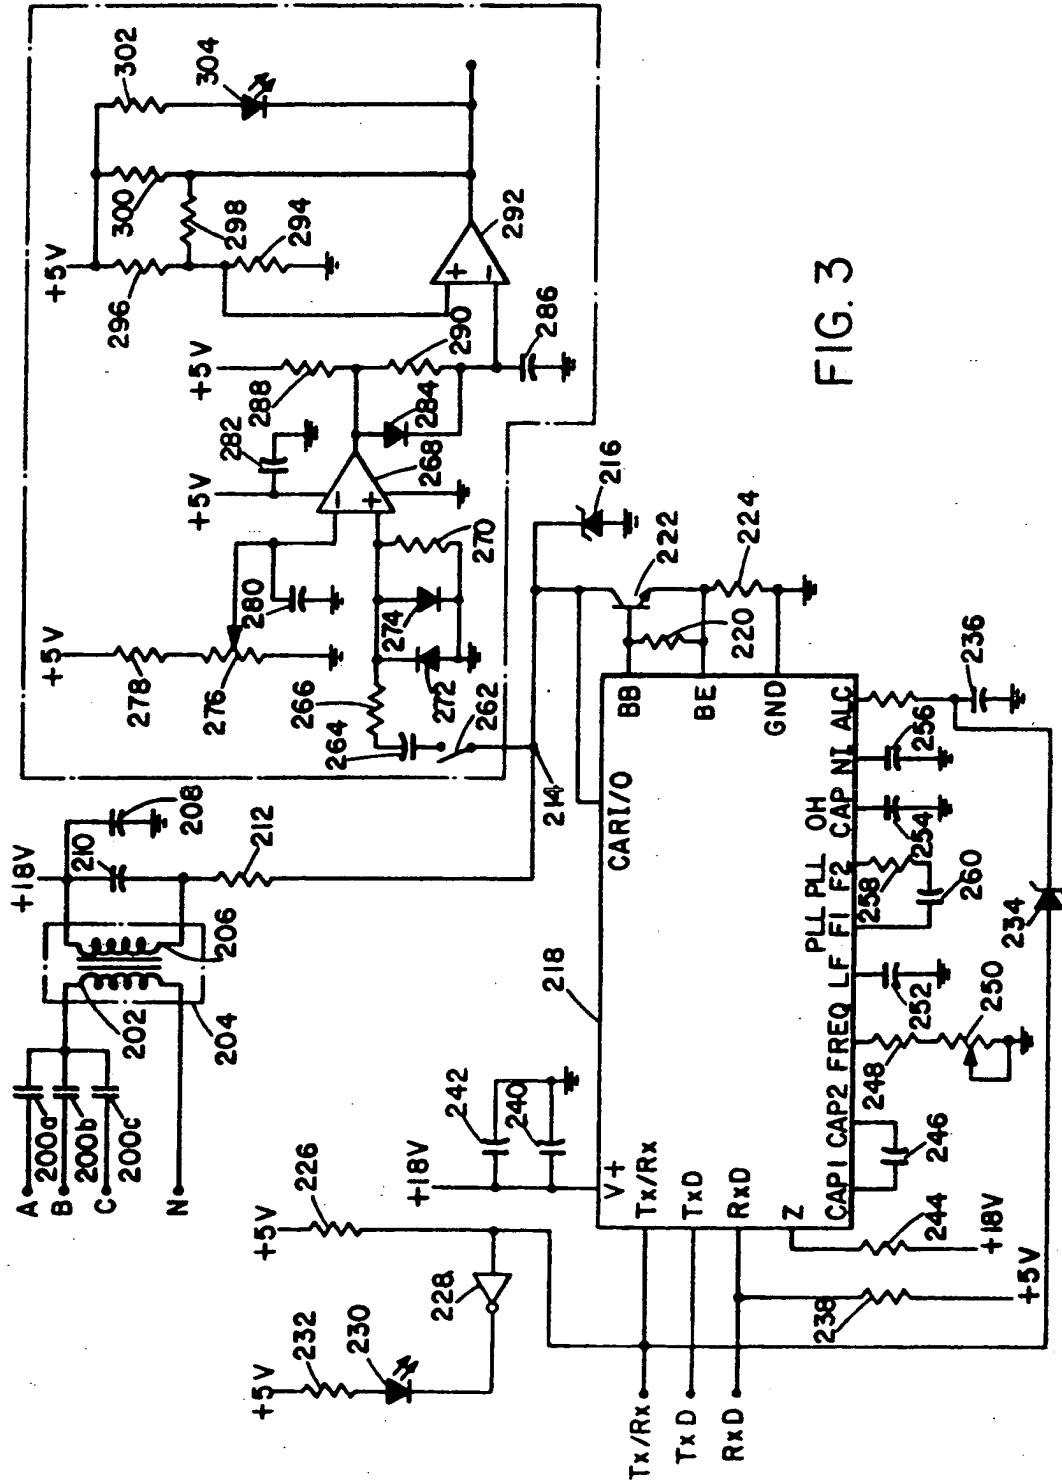 302
304
+5V
300
298
296
294
292
+5V
290
288
286
284
282
+5V
268
270
280
274
+5V
278
276
266
272
264
262
FIG. 3
+18V
210
208
212
206
202
204
200a
200b
200c
A
B
C
N
214
216
222
224
220
BB
BE
GND
CARI/O
218
236
ALC
NI
256
OH
CAP
254
PLL
F2
258
PLL
F1
260
234
LF
252
FREQ
250
248
CAP2
CAP1
246
242
240
+18V
V+
Tx/Rx
TxD
RxD
Z
244
+18V
+5V
238
+5V
226
228
+5V
232
230
Tx/Rx
TxD
RxD